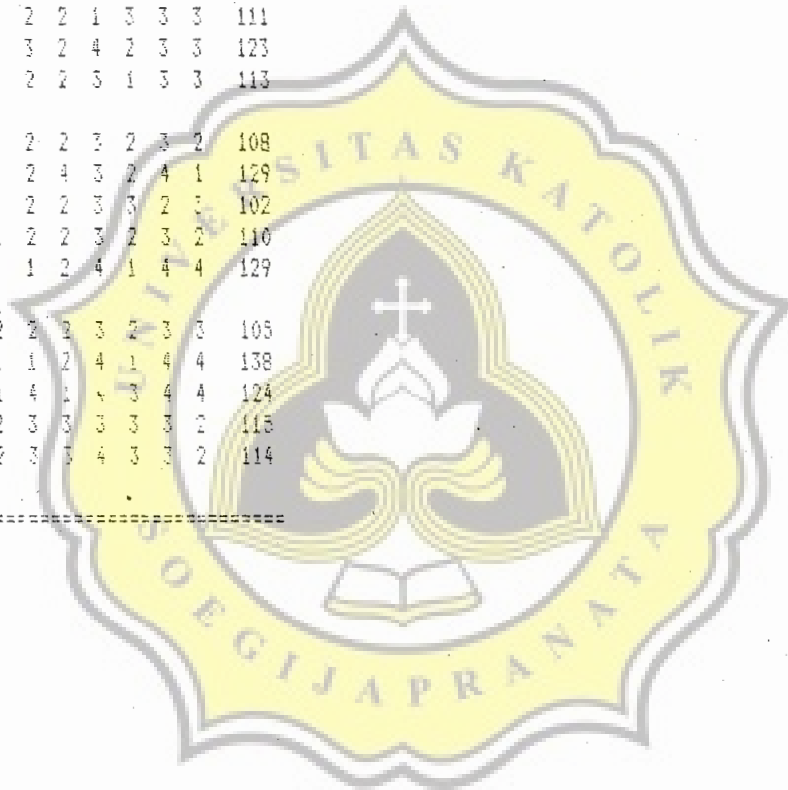 2 2 1 3 3 3 111
3 2 4 2 3 3 123
2 2 3 1 3 3 113
2 2 3 2 3 2 108
2 4 3 2 4 1 129
2 2 3 3 2 102
2 2 3 2 3 2 110
1 2 4 1 4 4 129
2 2 2 3 2 3 3
1 2 4 1 4 4 138
4 1 3 4 4 124
3 3 3 3 3 2
3 3 4 3 3 2 114
UNIVERSITAS KATOLIK
SOEGIJAPRANATA